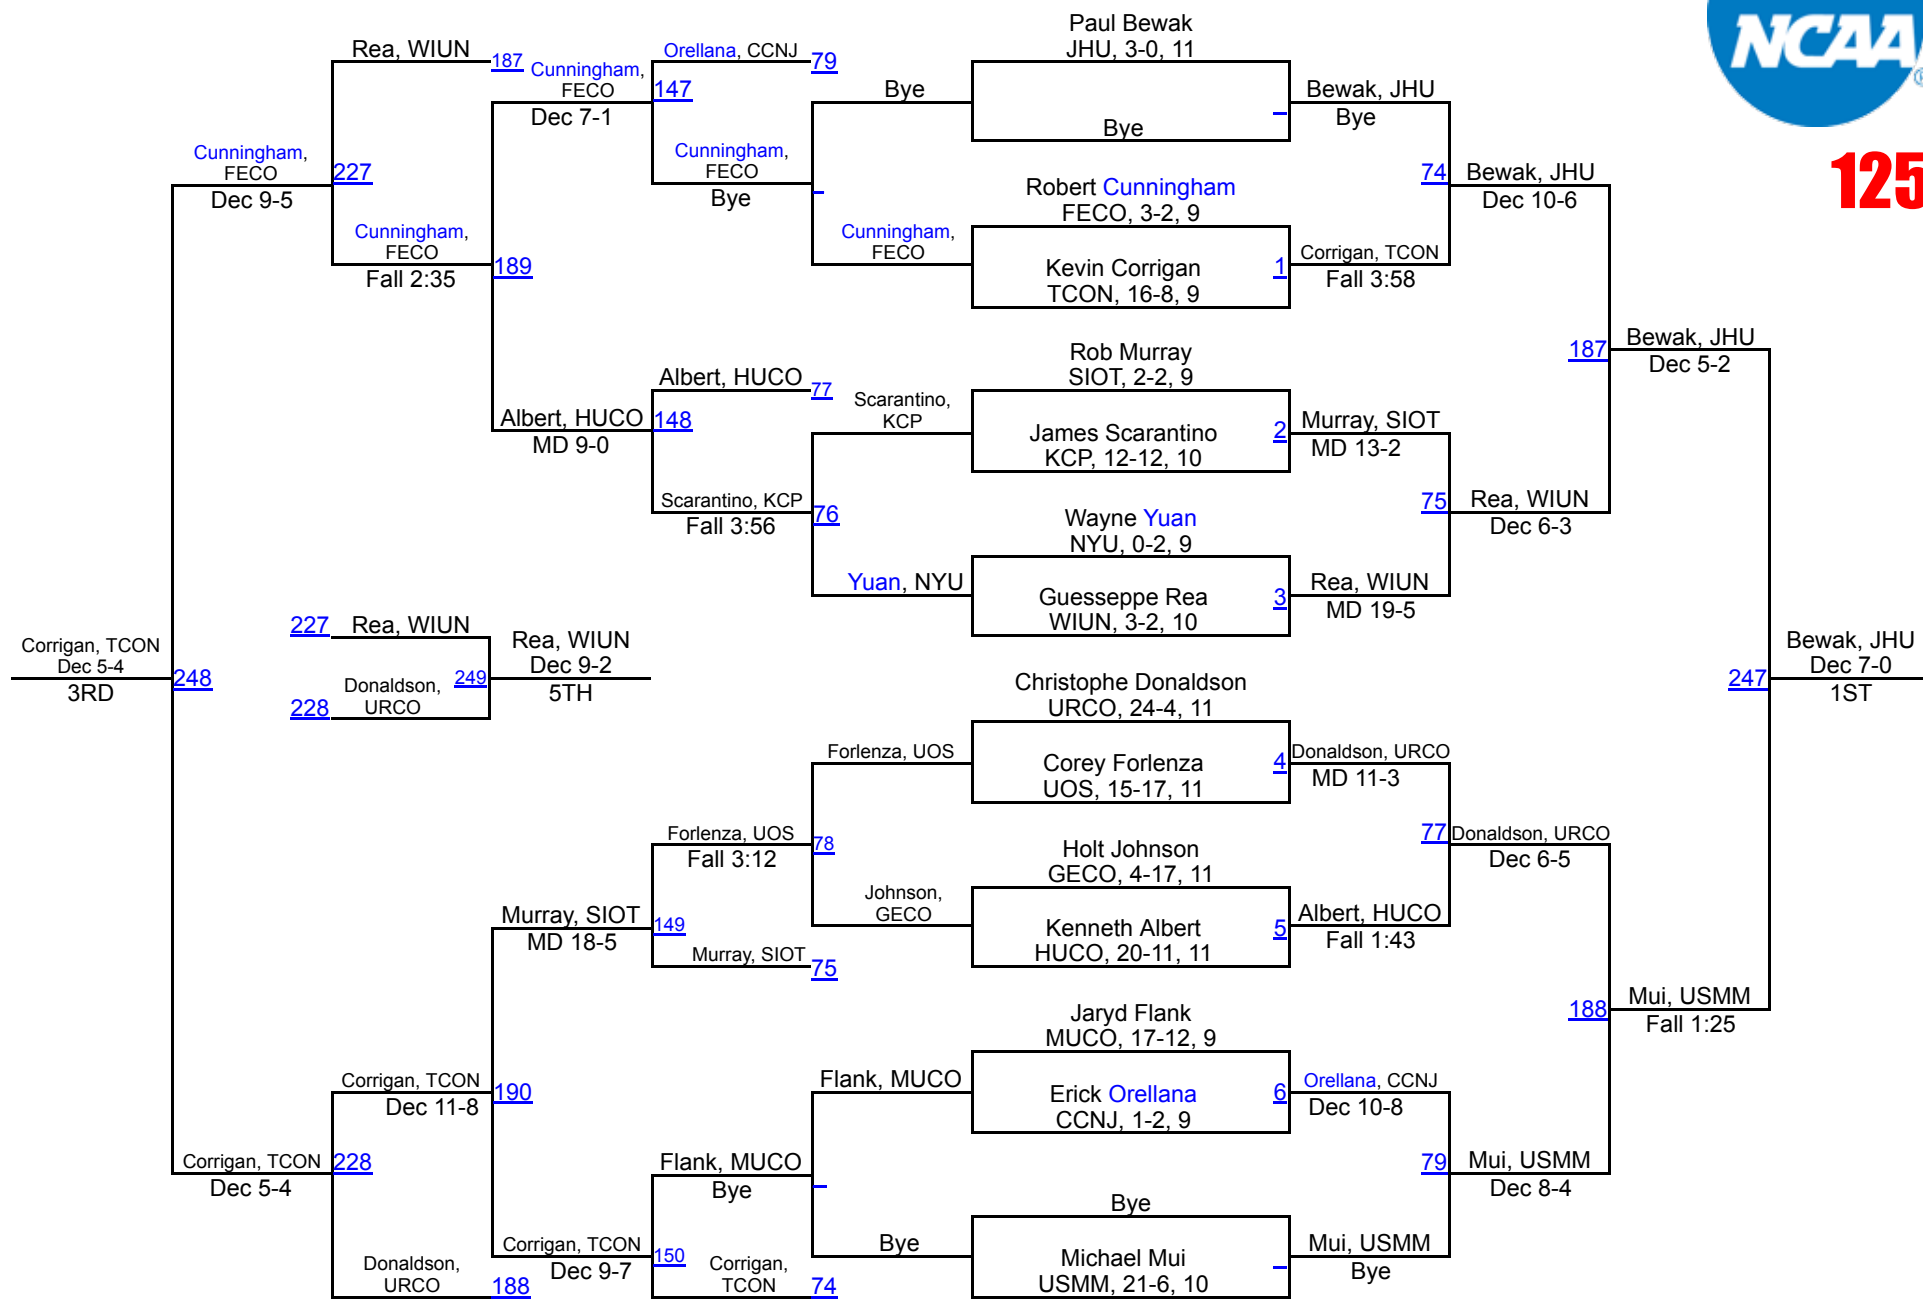 NCAA
®
125
Paul Bewak
JHU, 3-0, 11
Bye
Bewak, JHU
Bye
Robert Cunningham
FECO, 3-2, 9
Kevin Corrigan
TCON, 16-8, 9
1
Corrigan, TCON
Fall 3:58
74
Bewak, JHU
Dec 10-6
Rob Murray
SIOT, 2-2, 9
James Scarantino
KCP, 12-12, 10
2
Murray, SIOT
MD 13-2
Wayne Yuan
NYU, 0-2, 9
Guesseppe Rea
WIUN, 3-2, 10
3
Rea, WIUN
MD 19-5
75
Rea, WIUN
Dec 6-3
187
Bewak, JHU
Dec 5-2
Christophe Donaldson
URCO, 24-4, 11
Corey Forlenza
UOS, 15-17, 11
4
Donaldson, URCO
MD 11-3
Holt Johnson
GECO, 4-17, 11
Kenneth Albert
HUCO, 20-11, 11
5
Albert, HUCO
Fall 1:43
77
Donaldson, URCO
Dec 6-5
Jaryd Flank
MUCO, 17-12, 9
Erick Orellana
CCNJ, 1-2, 9
6
Orellana, CCNJ
Dec 10-8
Bye
Michael Mui
USMM, 21-6, 10
Mui, USMM
Bye
79
Mui, USMM
Dec 8-4
188
Mui, USMM
Fall 1:25
247
Bewak, JHU
Dec 7-0
1ST
Bye
Cunningham,
FECO
Orellana, CCNJ
79
Cunningham,
FECO
Bye
147
Cunningham,
FECO
Dec 7-1
Scarantino,
KCP
Yuan, NYU
76
Scarantino, KCP
Fall 3:56
Albert, HUCO
77
148
Albert, HUCO
MD 9-0
189
Cunningham,
FECO
Fall 2:35
Rea, WIUN
187
227
Cunningham,
FECO
Dec 9-5
227
Rea, WIUN
228
Donaldson,
URCO
249
Rea, WIUN
Dec 9-2
5TH
Forlenza, UOS
Johnson,
GECO
78
Forlenza, UOS
Fall 3:12
Murray, SIOT
75
149
Murray, SIOT
MD 18-5
Flank, MUCO
Bye
Flank, MUCO
Bye
Corrigan,
TCON
74
150
Corrigan, TCON
Dec 9-7
190
Corrigan, TCON
Dec 11-8
Donaldson,
URCO
188
228
Corrigan, TCON
Dec 5-4
248
Corrigan, TCON
Dec 5-4
3RD